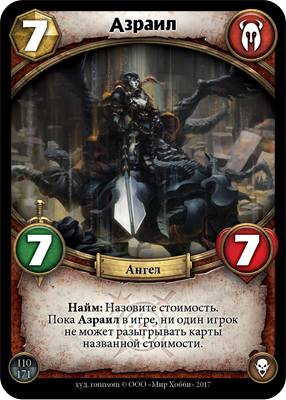 7
Азраил
7
Ангел
7
Найм: Назовите стоимость.
Пока Азраил в игре, ни один игрок
не может разыгрывать карты
названной стоимости.
110
171
худ. ronnsom © ООО «Мир Хобби» 2017